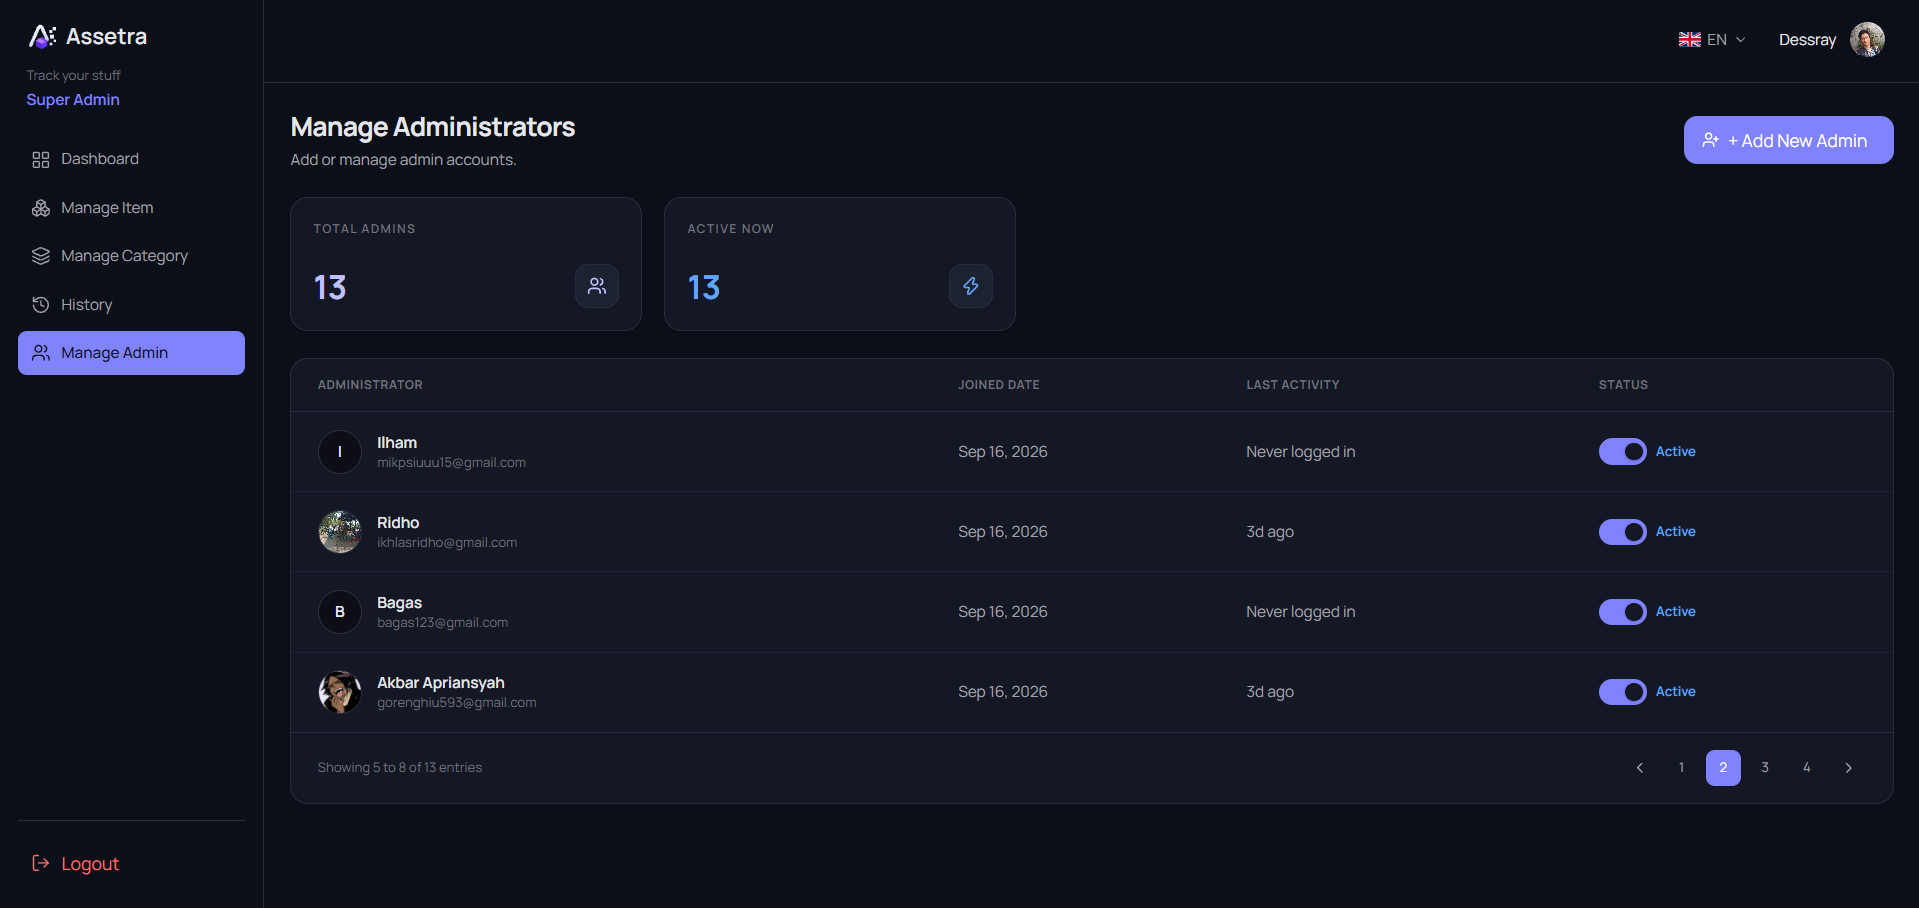 Assetra
Track your stuff
Super Admin
Dashboard
Manage Item
Manage Category
History
Manage Admin
Logout
EN
Dessray
Manage Administrators
Add or manage admin accounts.
+ Add New Admin
TOTAL ADMINS
13
ACTIVE NOW
13
ADMINISTRATOR JOINED DATE LAST ACTIVITY STATUS
I
Ilham
mikpsiuuu15@gmail.com
Sep 16, 2026
Never logged in
Active
Ridho
ikhlasridho@gmail.com
Sep 16, 2026
3d ago
Active
B
Bagas
bagas123@gmail.com
Sep 16, 2026
Never logged in
Active
Akbar Apriansyah
gorenghiu593@gmail.com
Sep 16, 2026
3d ago
Active
Showing 5 to 8 of 13 entries
1 2 3 4